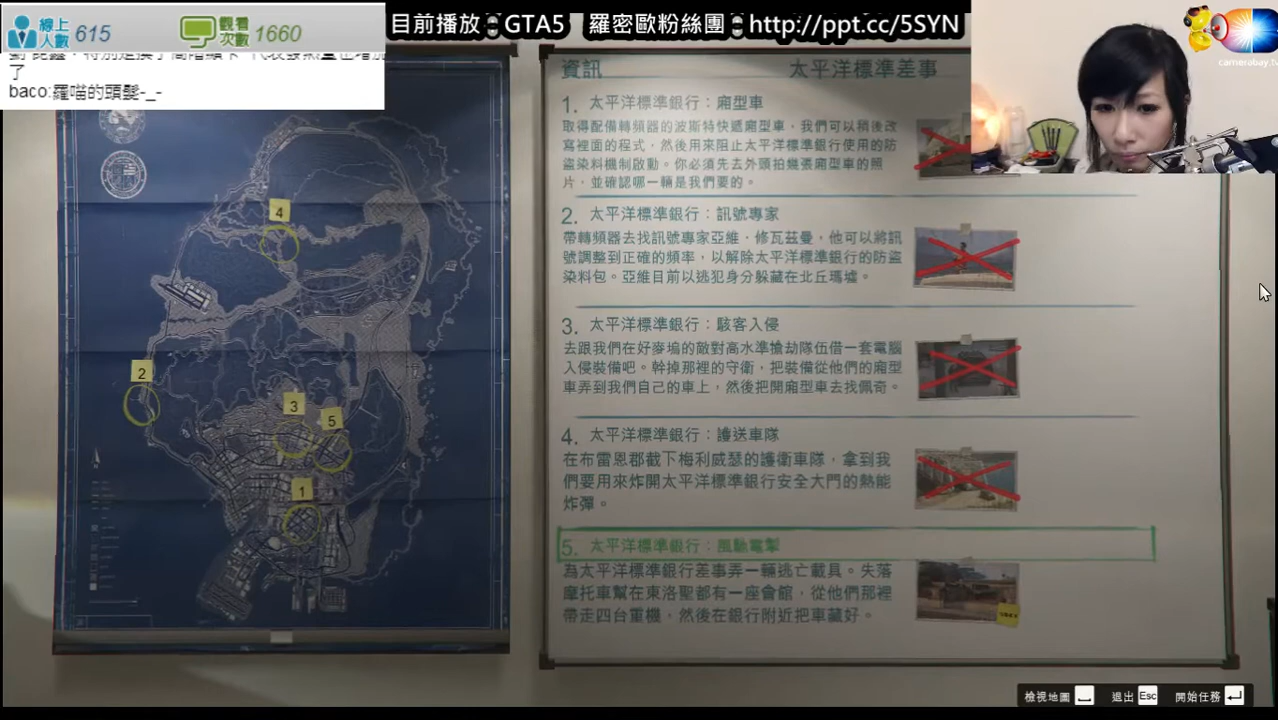 線上人數 615 觀看次數 1660
目前播放：GTA5 羅密歐粉絲團：http://ppt.cc/5SYN
camerabay.tv
了
baco:羅喵的頭髮-_-
資訊 太平洋標準差事
1. 太平洋標準銀行：廂型車
取得配備轉頻器的波斯特快遞廂型車，我們可以稍後改
寫裡面的程式，然後用來阻止太平洋標準銀行使用的防
盜染料機制啟動。你必須先去外頭拍幾張廂型車的照
片，並確認哪一輛是我們要的。
2. 太平洋標準銀行：訊號專家
帶轉頻器去找訊號專家亞維．修瓦茲曼，他可以將訊
號調整到正確的頻率，以解除太平洋標準銀行的防盜
染料包。亞維目前以逃犯身分躲藏在北丘瑪墟。
3. 太平洋標準銀行：駭客入侵
去跟我們在好麥塢的敵對高水準搶劫隊伍借一套電腦
入侵裝備吧。幹掉那裡的守衛，把裝備從他們的廂型
車弄到我們自己的車上，然後把開廂型車去找佩奇。
4. 太平洋標準銀行：護送車隊
在布雷恩郡截下梅利威瑟的護衛車隊，拿到我
們要用來炸開太平洋標準銀行安全大門的熱能
炸彈。
5. 太平洋標準銀行：風馳電掣
為太平洋標準銀行差事弄一輛逃亡載具。失落
摩托車幫在東洛聖都有一座會館，從他們那裡
帶走四台重機，然後在銀行附近把車藏好。
4
2
3
5
1
檢視地圖 退出 Esc 開始任務